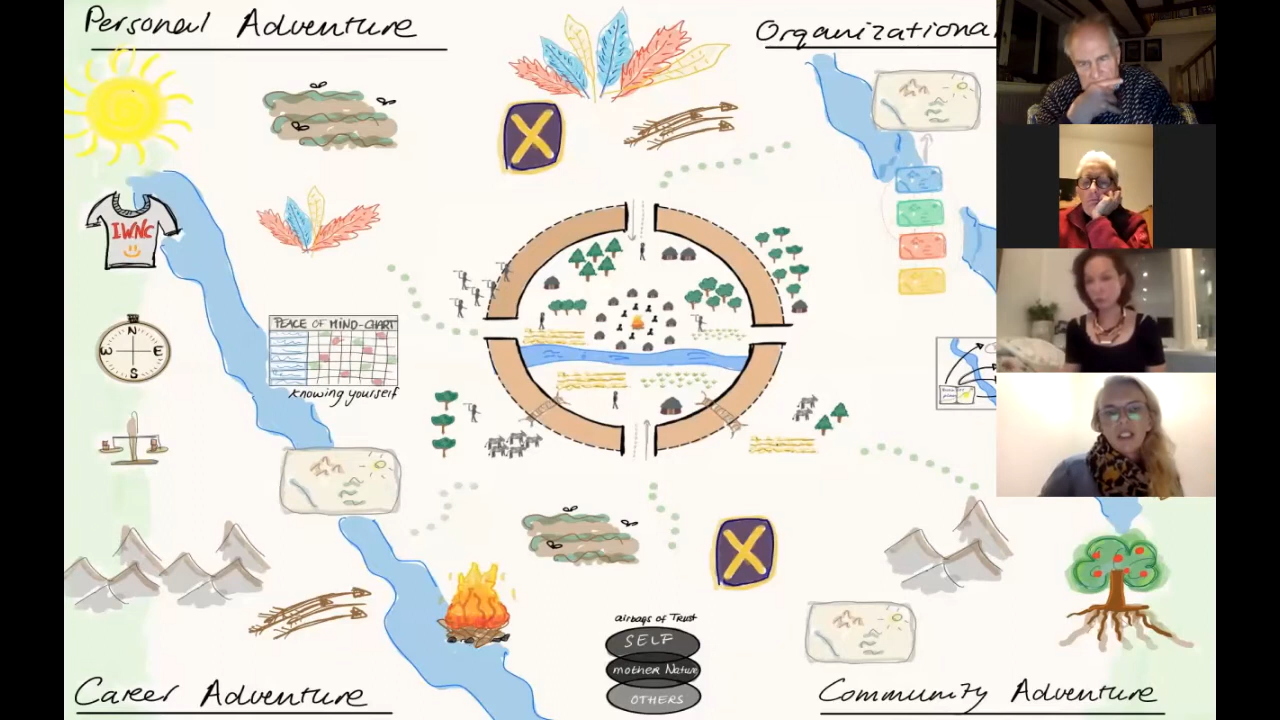 Personal Adventure
Organizational
IWNC
N
W E
S
PEACE OF MIND-CHART
Knowing yourself
X
X
airbags of Trust
SELF
mother Nature
OTHERS
Career Adventure
Community Adventure